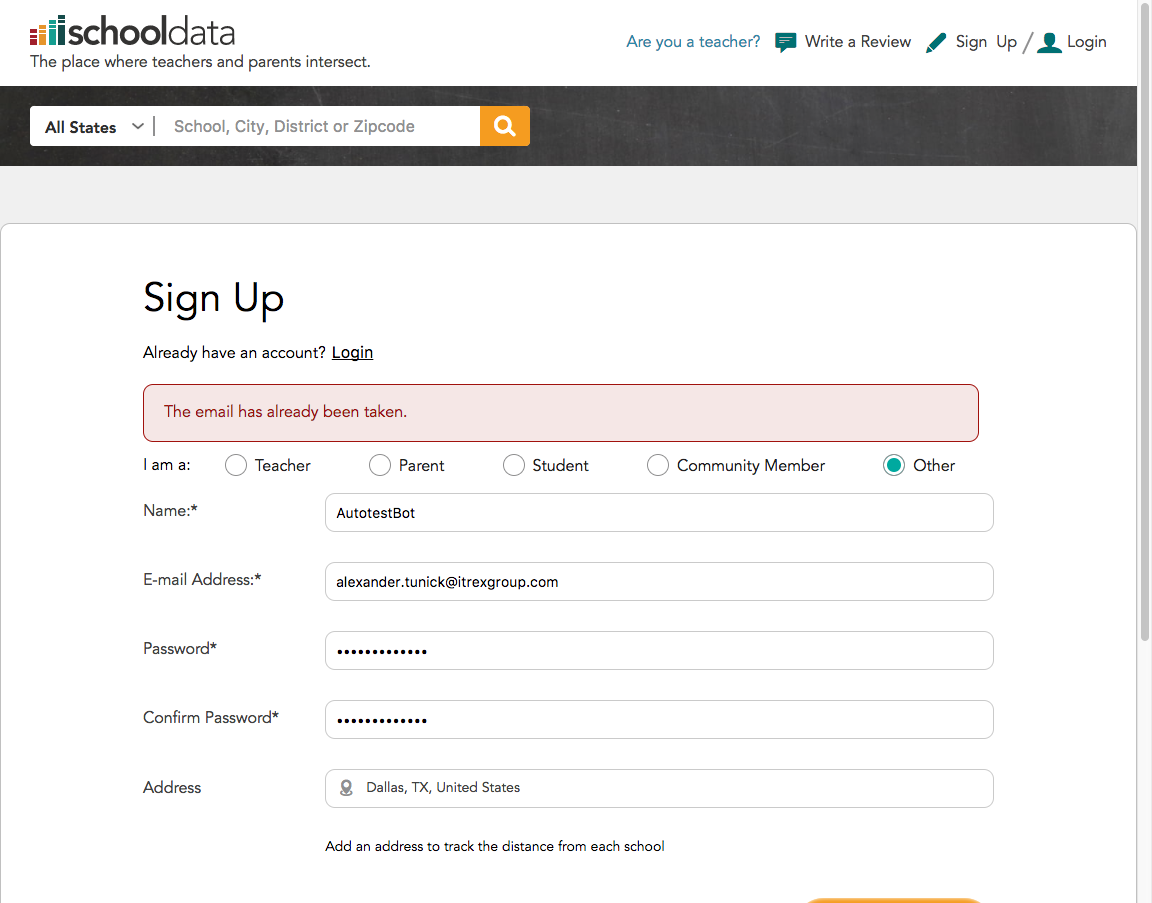 schooldata
The place where teachers and parents intersect.
Are you a teacher? Write a Review Sign Up / Login
All States School, City, District or Zipcode
Sign Up
Already have an account? Login
The email has already been taken.
I am a: Teacher Parent Student Community Member Other
Name:* AutotestBot
E-mail Address:* alexander.tunick@itrexgroup.com
Password* •••••••••••••
Confirm Password* •••••••••••••
Address Dallas, TX, United States
Add an address to track the distance from each school